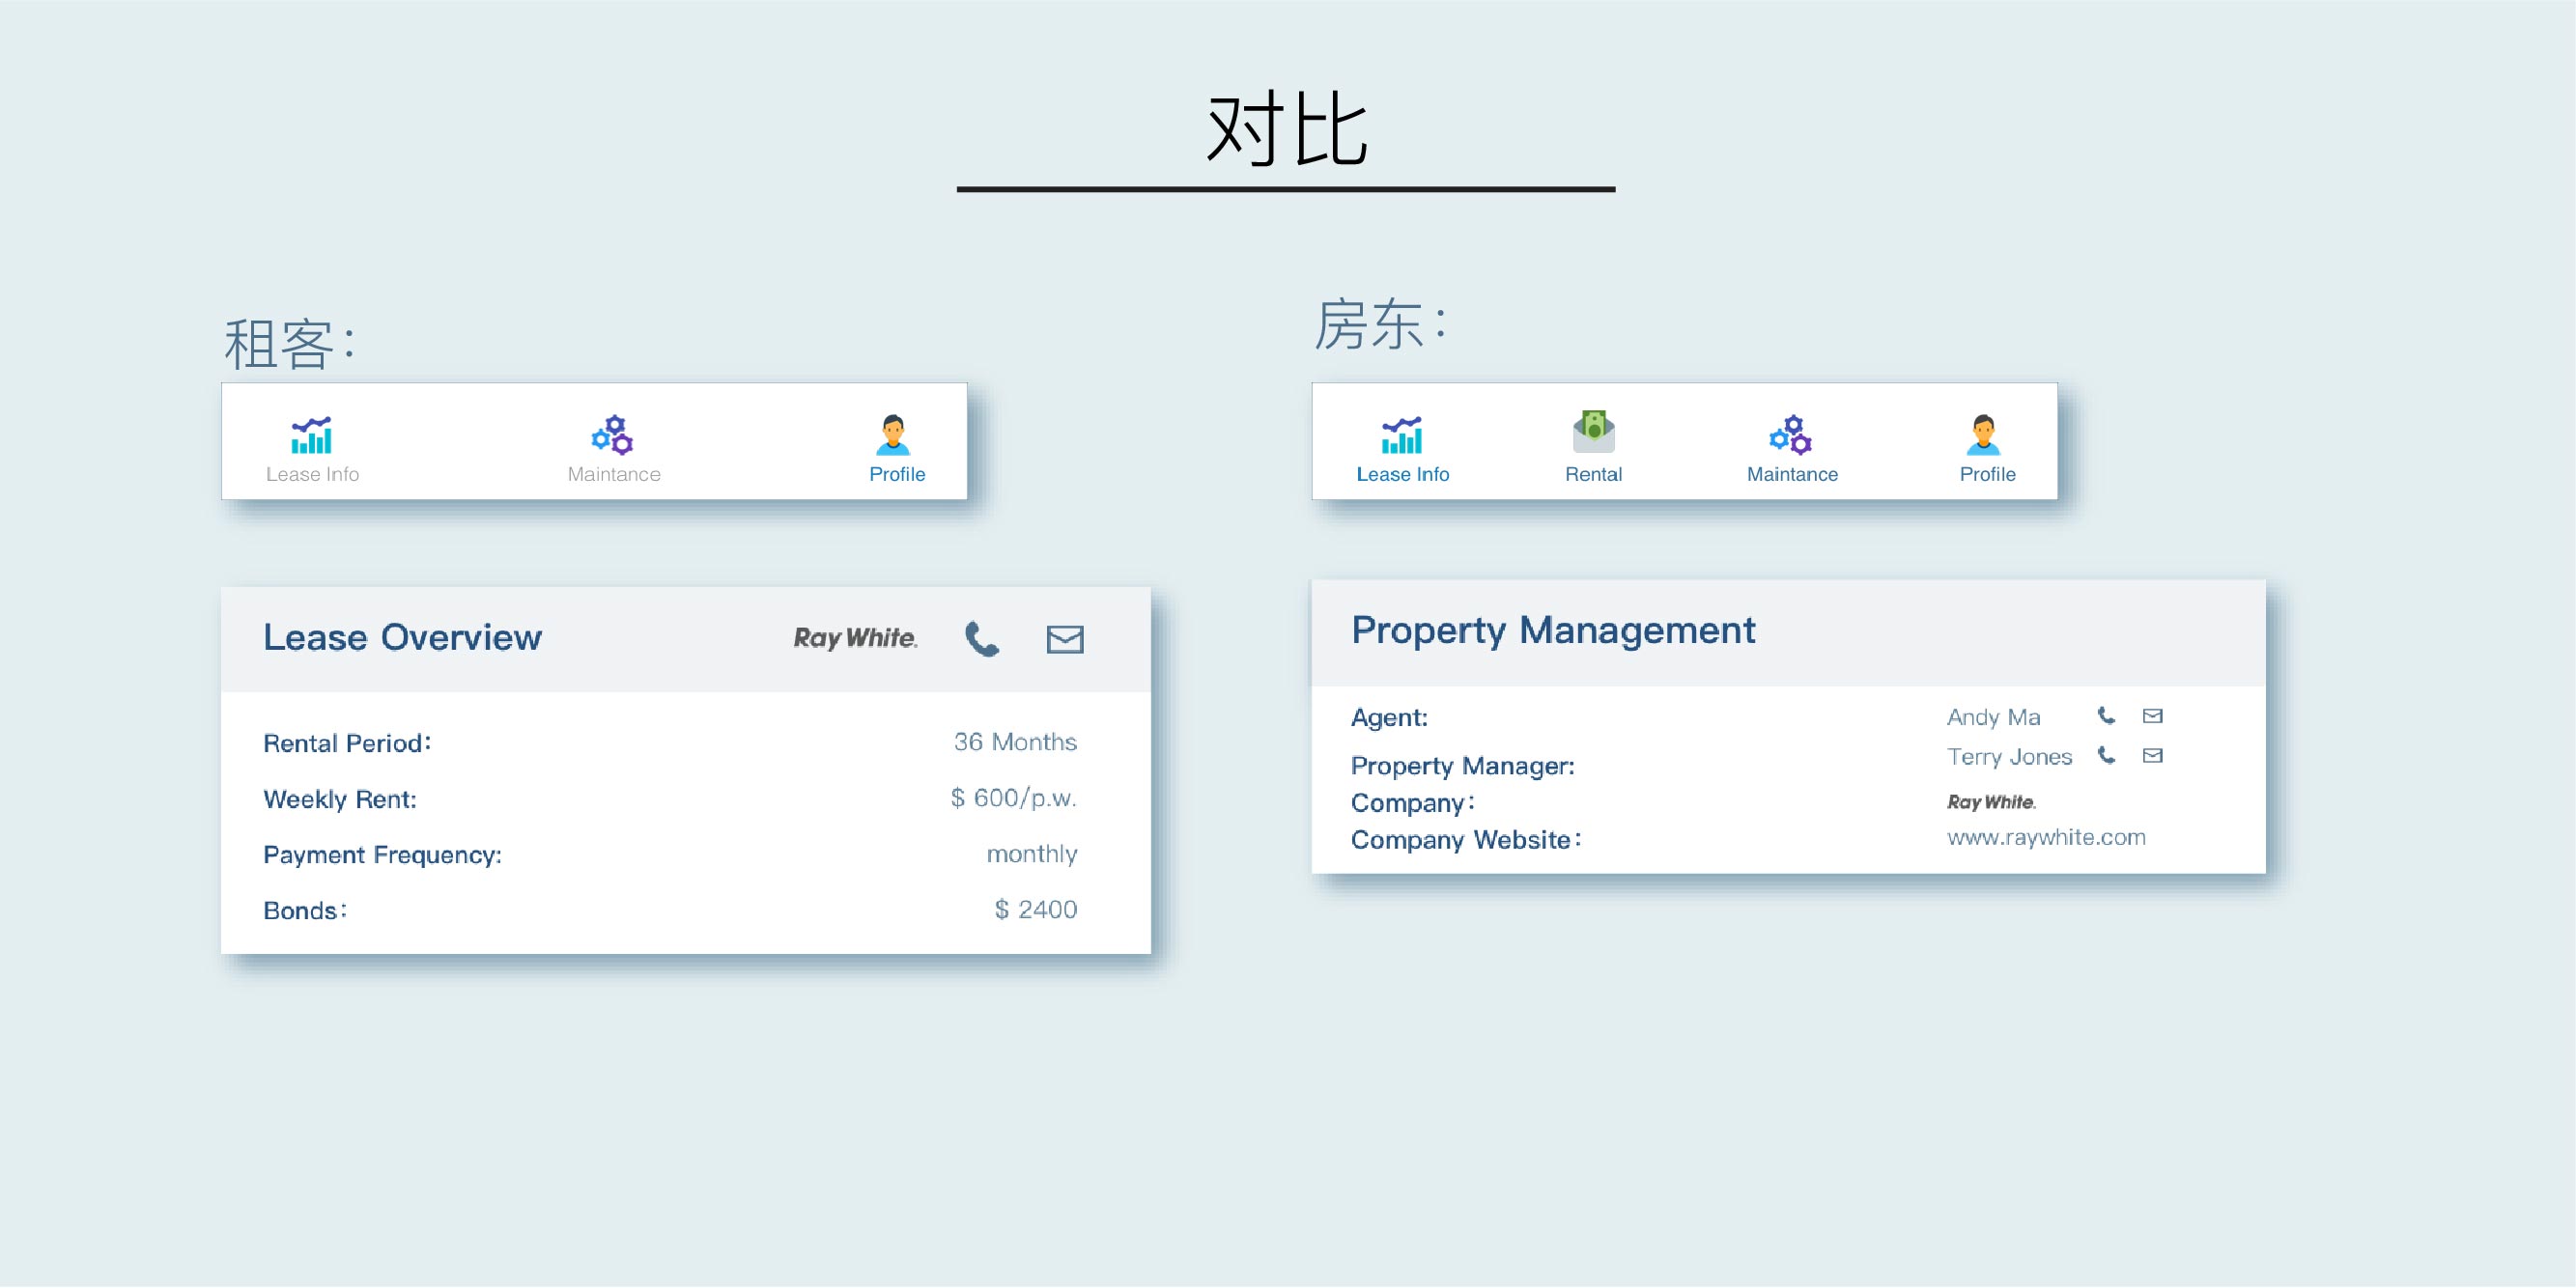 对比
租客：
Lease Info Maintance Profile
Lease Overview Ray White.
Rental Period： 36 Months
Weekly Rent: $ 600/p.w.
Payment Frequency: monthly
Bonds： $ 2400
房东：
Lease Info Rental Maintance Profile
Property Management
Agent: Andy Ma
Property Manager: Terry Jones
Company： Ray White.
Company Website： www.raywhite.com